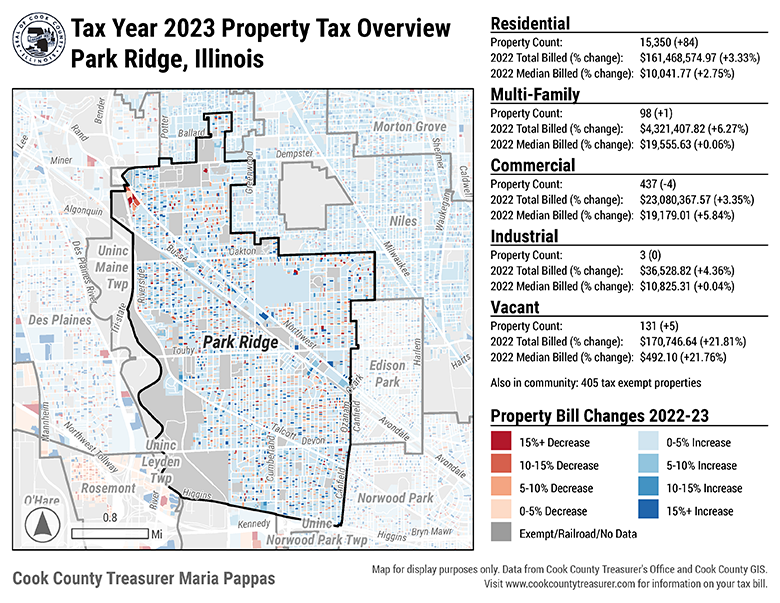 SEAL OF COOK COUNTY
ILLINOIS
Tax Year 2023 Property Tax Overview
Park Ridge, Illinois
Residential
Property Count: 15,350 (+84)
2022 Total Billed (% change): $161,468,574.97 (+3.33%)
2022 Median Billed (% change): $10,041.77 (+2.75%)
Multi-Family
Property Count: 98 (+1)
2022 Total Billed (% change): $4,321,407.82 (+6.27%)
2022 Median Billed (% change): $19,555.63 (+0.06%)
Commercial
Property Count: 437 (-4)
2022 Total Billed (% change): $23,080,367.57 (+3.35%)
2022 Median Billed (% change): $19,179.01 (+5.84%)
Industrial
Property Count: 3 (0)
2022 Total Billed (% change): $36,528.82 (+4.36%)
2022 Median Billed (% change): $10,825.31 (+0.04%)
Vacant
Property Count: 131 (+5)
2022 Total Billed (% change): $170,746.64 (+21.81%)
2022 Median Billed (% change): $492.10 (+21.76%)
Also in community: 405 tax exempt properties
Property Bill Changes 2022-23
15%+ Decrease
10-15% Decrease
5-10% Decrease
0-5% Decrease
0-5% Increase
5-10% Increase
10-15% Increase
15%+ Increase
Exempt/Railroad/No Data
Bender
Rand
Lee
Potter
Ballard
Morton Grove
Miner
Dempster
Shermer
Greenwood
Caldwell
Waukegan
Algonquin
Niles
Uninc
Maine
Twp
Des Plaines River
Busse
Oakton
Milwaukee
Riverside
Tri-state
Des Plaines
Northwest
Park Ridge
Touhy
Harlem
Edison
Park
Holts
Ozark
Ozanam
Canfield
Mannheim
Talcott
Devon
Avondale
Northwest Tollway
Uninc
Leyden
Twp
Cumberland
Canfield
Avondale
Rosemont
O'Hare
River
Higgins
Norwood Park
0.8
Mi
Kennedy
Uninc
Norwood Park Twp
Higgins
Bryn Mawr
Cook County Treasurer Maria Pappas
Map for display purposes only. Data from Cook County Treasurer's Office and Cook County GIS.
Visit www.cookcountytreasurer.com for information on your tax bill.